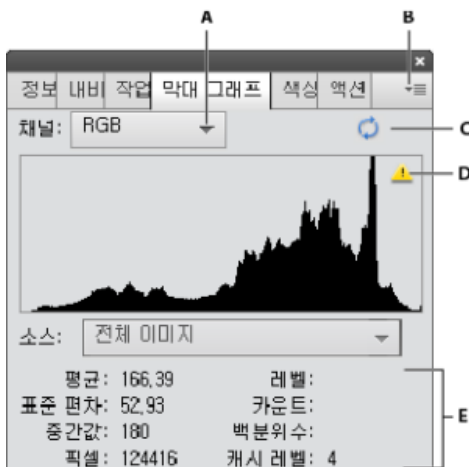 A B
정보 내비 작업 막대 그래프 색상 액션
채널: RGB
C
D
소스: 전체 이미지
평균: 166,39 레벨:
표준 편차: 52,93 카운트:
E
중간값: 180 백분위수:
픽셀: 124416 캐시 레벨: 4